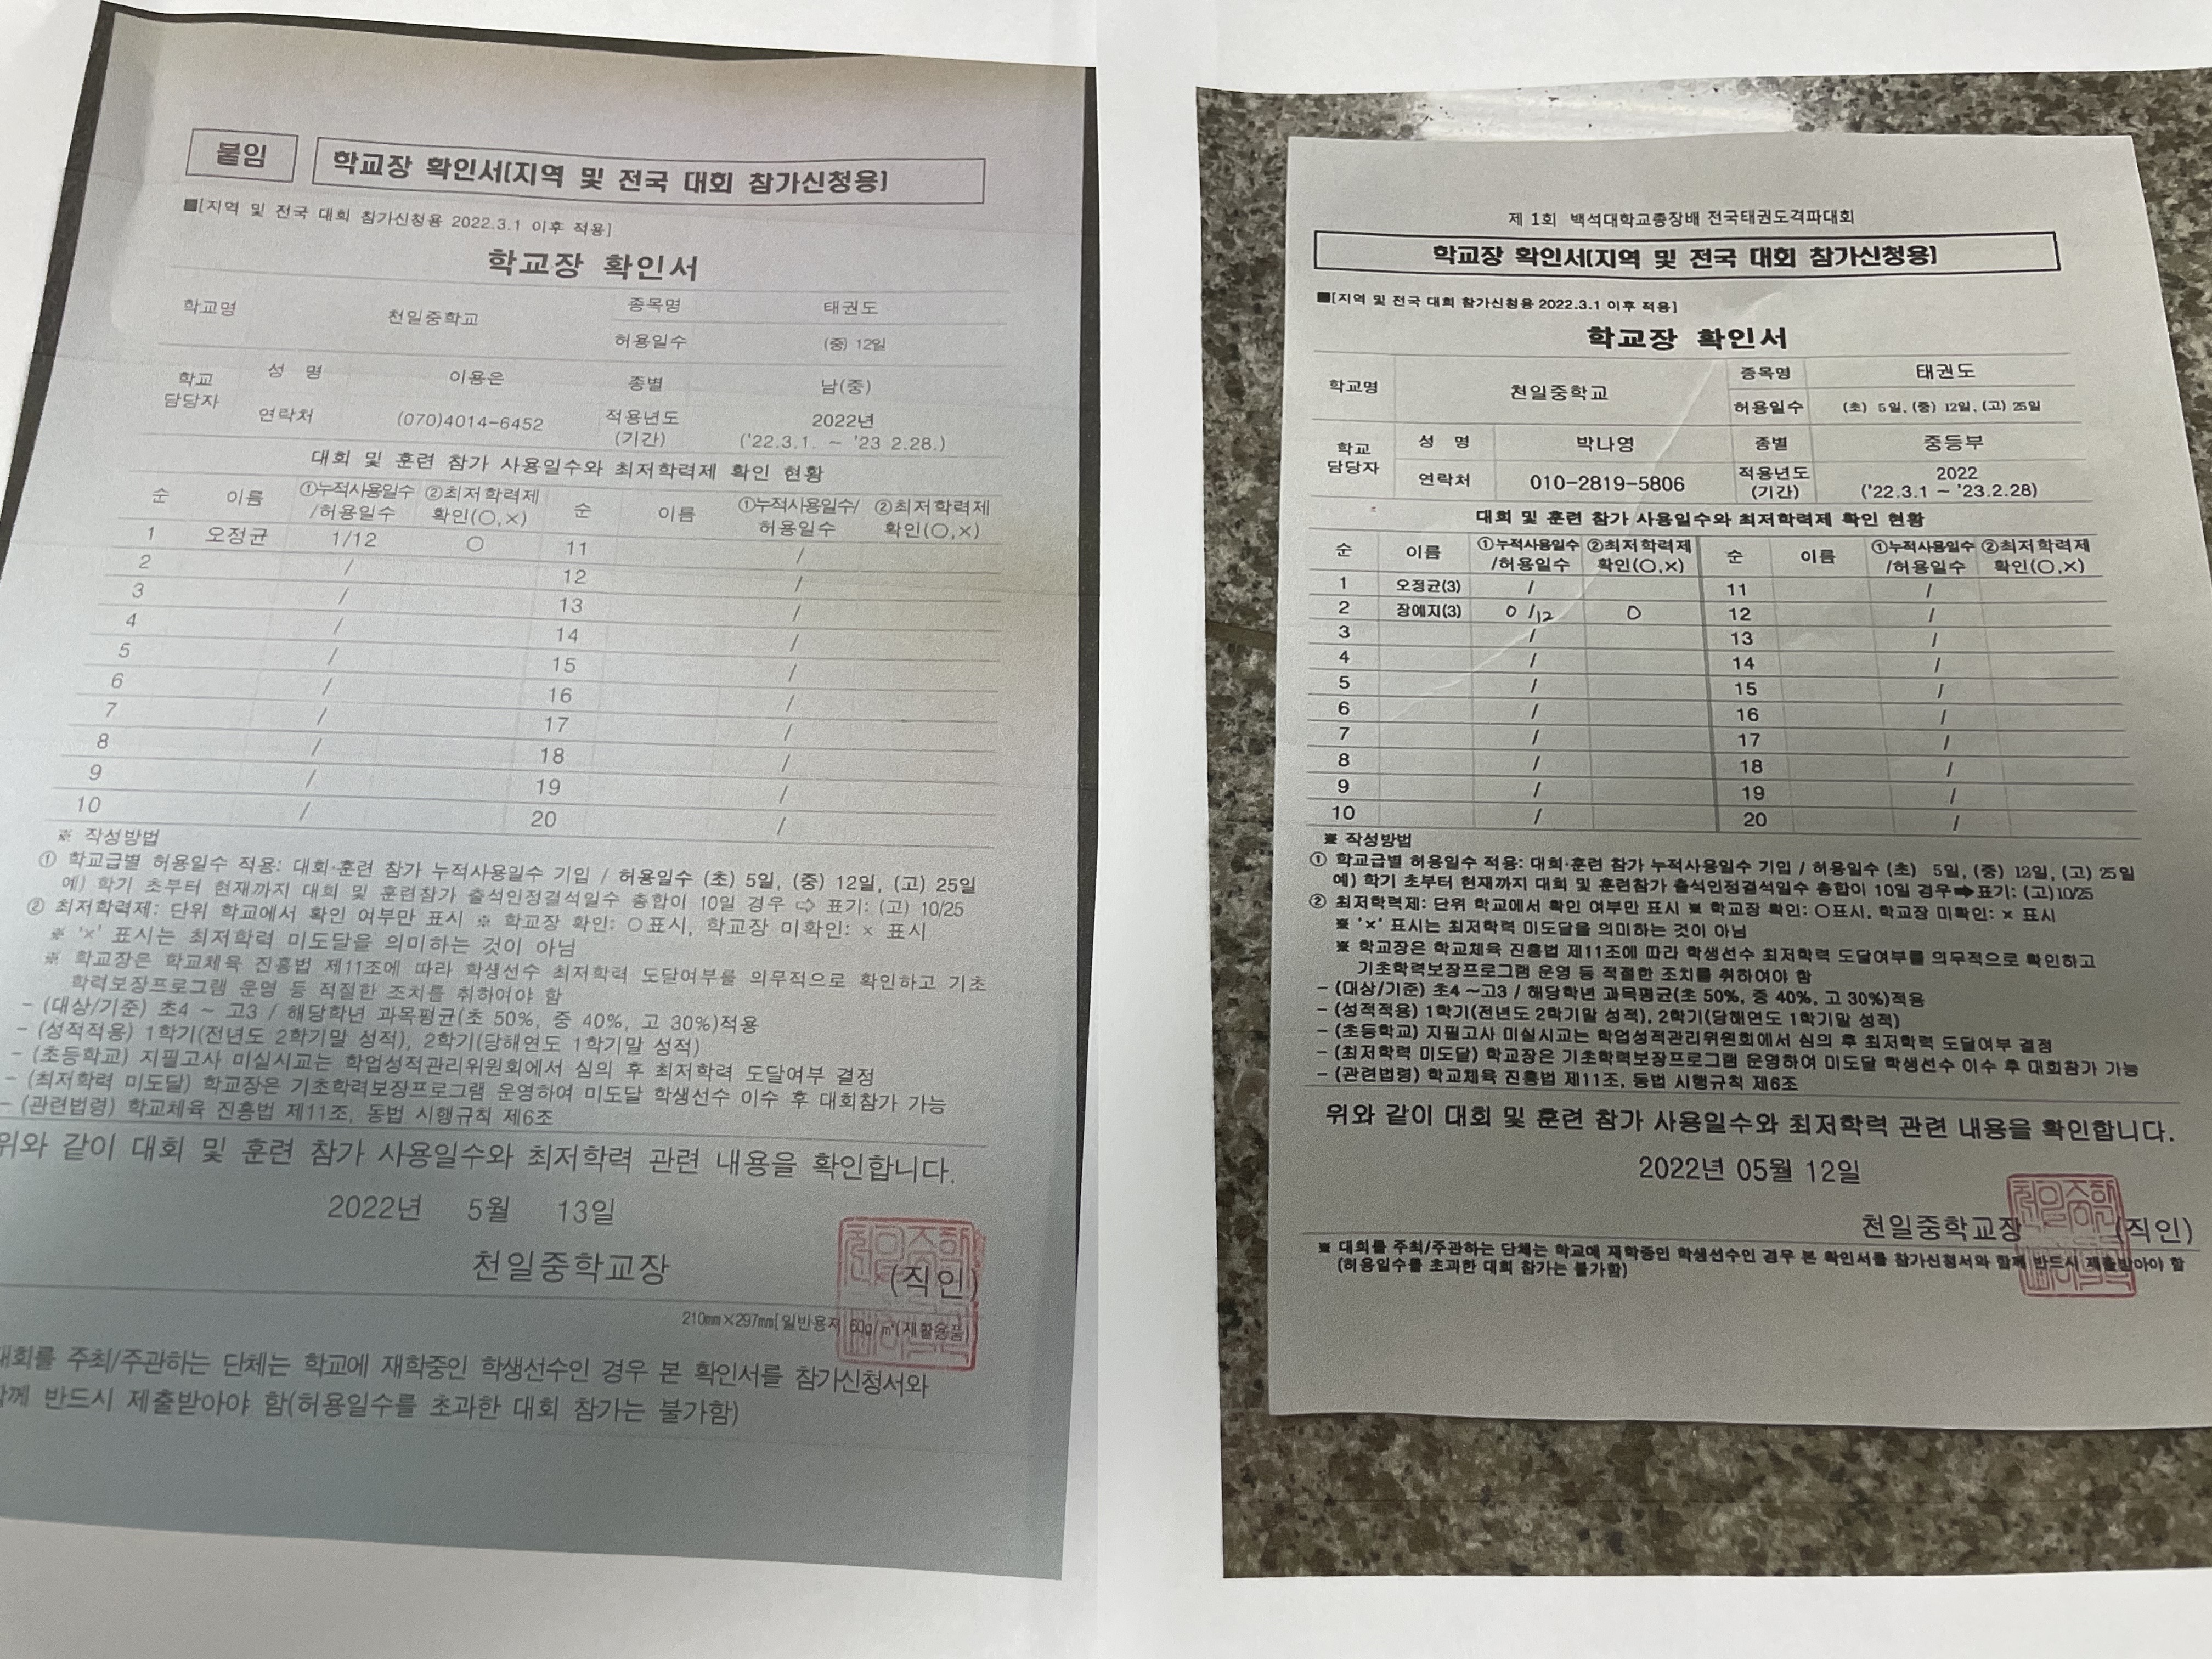 붙임
학교장 확인서(지역 및 전국 대회 참가신청용)
■[지역 및 전국 대회 참가신청용 2022.3.1 이후 적용]
학교장 확인서
학교명 천일중학교 종목명 태권도
허용일수 (중) 12일
학교 담당자 성 명 이용은 종별 남(중)
연락처 (070)4014-6452 적용년도 (기간) 2022년 ('22.3.1. ~ '23 2.28.)
대회 및 훈련 참가 사용일수와 최저학력제 확인 현황
순 이름 ①누적사용일수/허용일수 ②최저학력제 확인(○,×) 순 이름 ①누적사용일수/허용일수 ②최저학력제 확인(○,×)
1 오정균 1/12 ○ 11 /
2 / 12 /
3 / 13 /
4 / 14 /
5 / 15 /
6 / 16 /
7 / 17 /
8 / 18 /
9 / 19 /
10 / 20 /
※ 작성방법
① 학교급별 허용일수 적용: 대회·훈련 참가 누적사용일수 기입 / 허용일수 (초) 5일, (중) 12일, (고) 25일
예) 학기 초부터 현재까지 대회 및 훈련참가 출석인정결석일수 총합이 10일 경우 ⇨ 표기: (고) 10/25
② 최저학력제: 단위 학교에서 확인 여부만 표시 ※ 학교장 확인: ○표시, 학교장 미확인: × 표시
※ '×' 표시는 최저학력 미도달을 의미하는 것이 아님
※ 학교장은 학교체육 진흥법 제11조에 따라 학생선수 최저학력 도달여부를 의무적으로 확인하고 기초
학력보장프로그램 운영 등 적절한 조치를 취하여야 함
- (대상/기준) 초4 ~ 고3 / 해당학년 과목평균(초 50%, 중 40%, 고 30%)적용
- (성적적용) 1학기(전년도 2학기말 성적), 2학기(당해연도 1학기말 성적)
- (초등학교) 지필고사 미실시교는 학업성적관리위원회에서 심의 후 최저학력 도달여부 결정
- (최저학력 미도달) 학교장은 기초학력보장프로그램 운영하여 미도달 학생선수 이수 후 대회참가 가능
- (관련법령) 학교체육 진흥법 제11조, 동법 시행규칙 제6조
위와 같이 대회 및 훈련 참가 사용일수와 최저학력 관련 내용을 확인합니다.
2022년 5월 13일
천일중학교장 (직인)
210㎜×297㎜[일반용지 60g/㎡(재활용품)]
대회를 주최/주관하는 단체는 학교에 재학중인 학생선수인 경우 본 확인서를 참가신청서와
함께 반드시 제출받아야 함(허용일수를 초과한 대회 참가는 불가함)
제 1회 백석대학교총장배 전국태권도격파대회
학교장 확인서(지역 및 전국 대회 참가신청용)
■[지역 및 전국 대회 참가신청용 2022.3.1 이후 적용]
학교장 확인서
학교명 천일중학교 종목명 태권도
허용일수 (초) 5일, (중) 12일, (고) 25일
학교 담당자 성 명 박나영 종별 중등부
연락처 010-2819-5806 적용년도 (기간) 2022 ('22.3.1 ~ '23.2.28)
대회 및 훈련 참가 사용일수와 최저학력제 확인 현황
순 이름 ①누적사용일수/허용일수 ②최저학력제 확인(○,×) 순 이름 ①누적사용일수/허용일수 ②최저학력제 확인(○,×)
1 오정균(3) / 11 /
2 장예지(3) 0/12 ○ 12 /
3 / 13 /
4 / 14 /
5 / 15 /
6 / 16 /
7 / 17 /
8 / 18 /
9 / 19 /
10 / 20 /
※ 작성방법
① 학교급별 허용일수 적용: 대회·훈련 참가 누적사용일수 기입 / 허용일수 (초) 5일, (중) 12일, (고) 25일
예) 학기 초부터 현재까지 대회 및 훈련참가 출석인정결석일수 총합이 10일 경우➡표기: (고)10/25
② 최저학력제: 단위 학교에서 확인 여부만 표시 ※ 학교장 확인: ○표시, 학교장 미확인: × 표시
※ '×' 표시는 최저학력 미도달을 의미하는 것이 아님
※ 학교장은 학교체육 진흥법 제11조에 따라 학생선수 최저학력 도달여부를 의무적으로 확인하고
기초학력보장프로그램 운영 등 적절한 조치를 취하여야 함
- (대상/기준) 초4 ~고3 / 해당학년 과목평균(초 50%, 중 40%, 고 30%)적용
- (성적적용) 1학기(전년도 2학기말 성적), 2학기(당해연도 1학기말 성적)
- (초등학교) 지필고사 미실시교는 학업성적관리위원회에서 심의 후 최저학력 도달여부 결정
- (최저학력 미도달) 학교장은 기초학력보장프로그램 운영하여 미도달 학생선수 이수 후 대회참가 가능
- (관련법령) 학교체육 진흥법 제11조, 동법 시행규칙 제6조
위와 같이 대회 및 훈련 참가 사용일수와 최저학력 관련 내용을 확인합니다.
2022년 05월 12일
천일중학교장 (직인)
※ 대회를 주최/주관하는 단체는 학교에 재학중인 학생선수인 경우 본 확인서를 참가신청서와 함께 반드시 제출받아야 함
(허용일수를 초과한 대회 참가는 불가함)